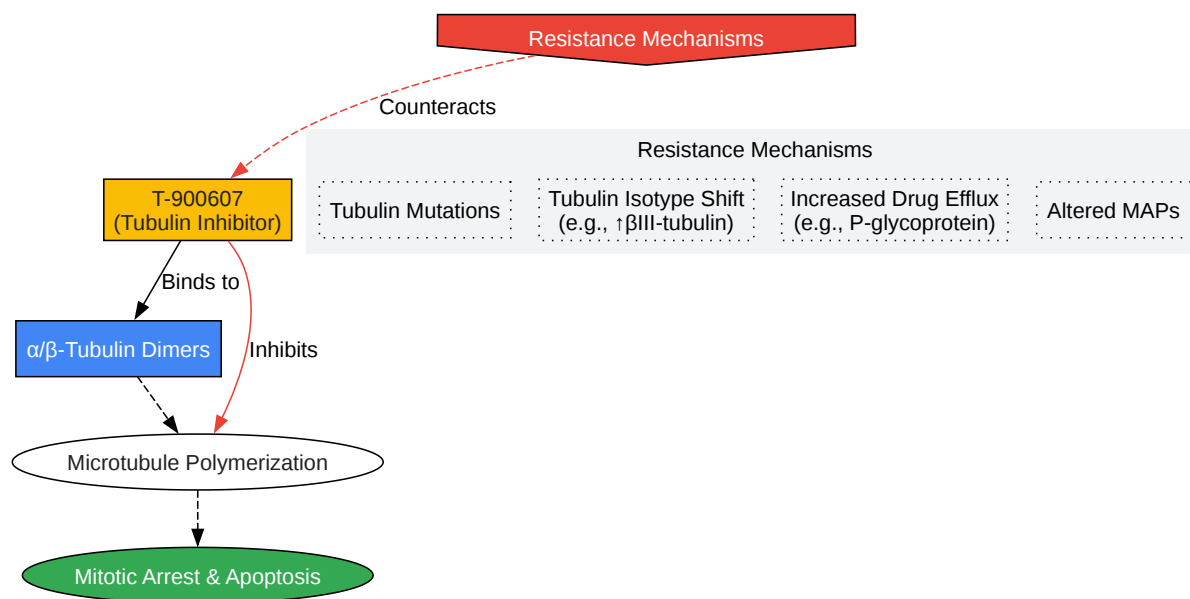 Resistance Mechanisms
Counteracts
Resistance Mechanisms
T-900607
(Tubulin Inhibitor)
Tubulin Mutations
Tubulin Isotype Shift
(e.g., ↑βIII-tubulin)
Increased Drug Efflux
(e.g., P-glycoprotein)
Altered MAPs
Binds to
α/β-Tubulin Dimers
Inhibits
Microtubule Polymerization
Mitotic Arrest & Apoptosis